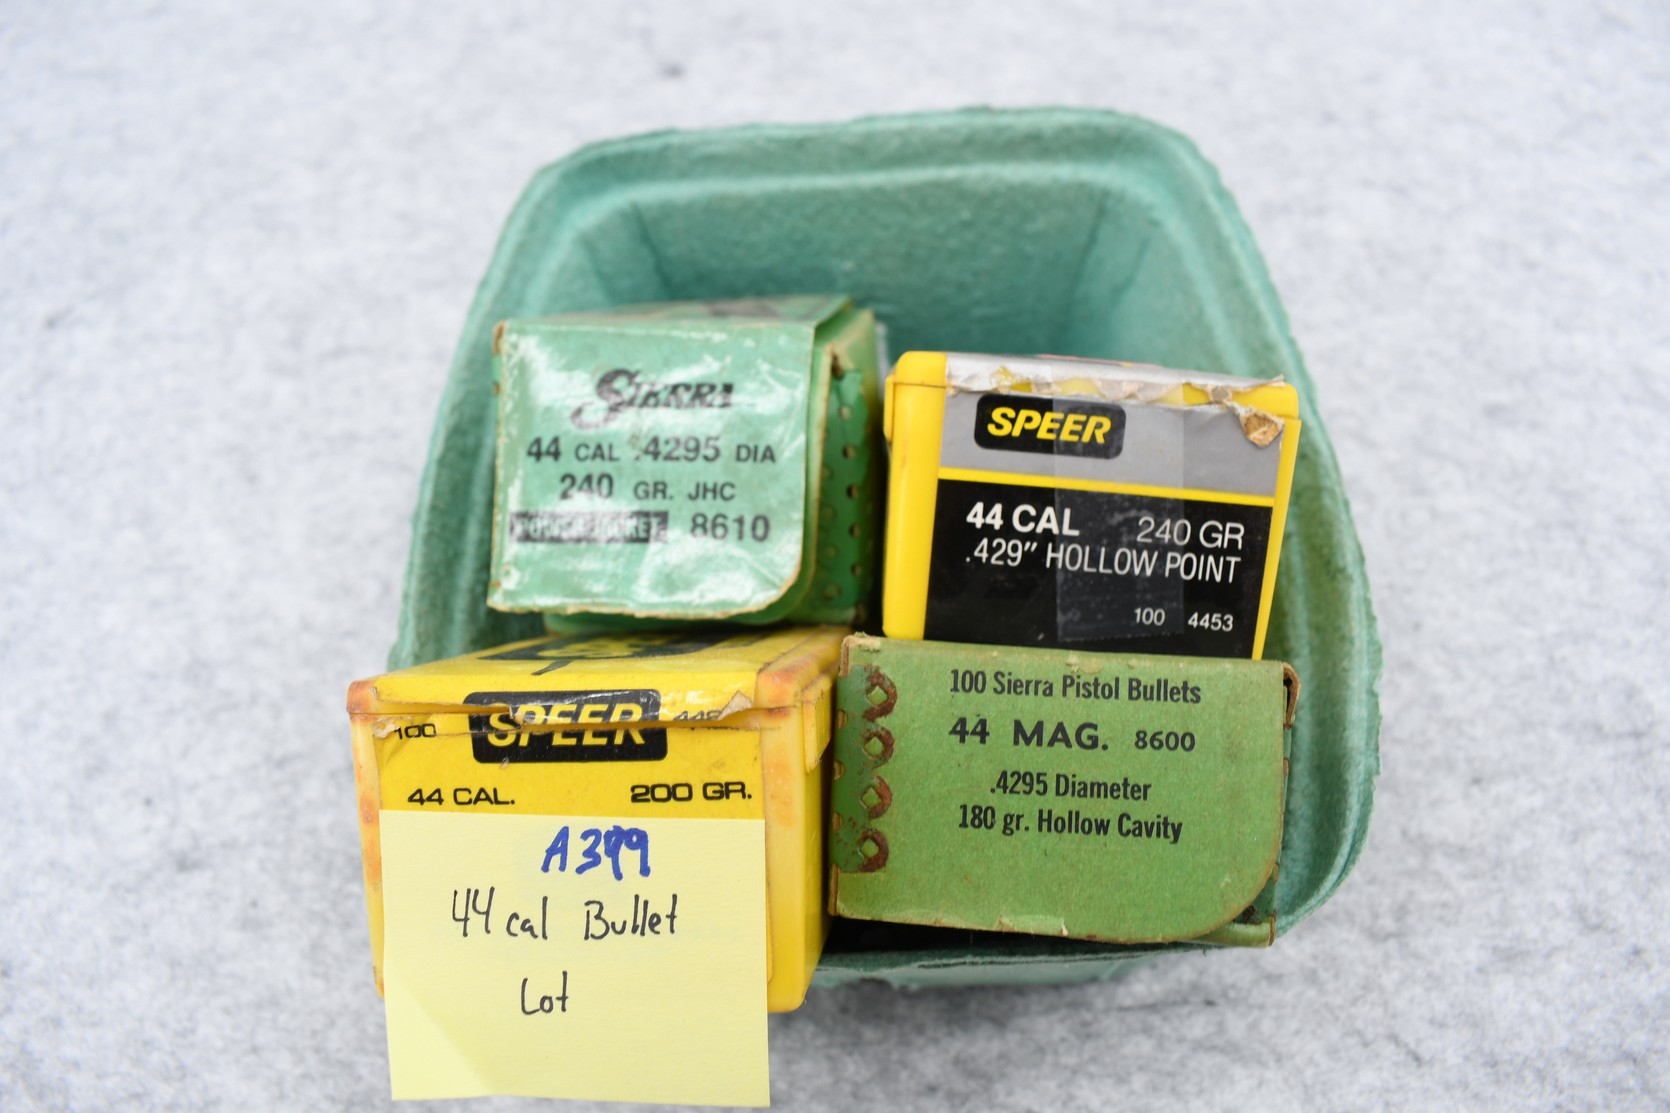 SIERRA
44 CAL .4295 DIA
240 GR. JHC
8610
SPEER
44 CAL 240 GR
.429" HOLLOW POINT
100 4453
100 SPEER
44 CAL. 200 GR.
A399
44 cal Bullet
Lot
100 Sierra Pistol Bullets
44 MAG. 8600
.4295 Diameter
180 gr. Hollow Cavity